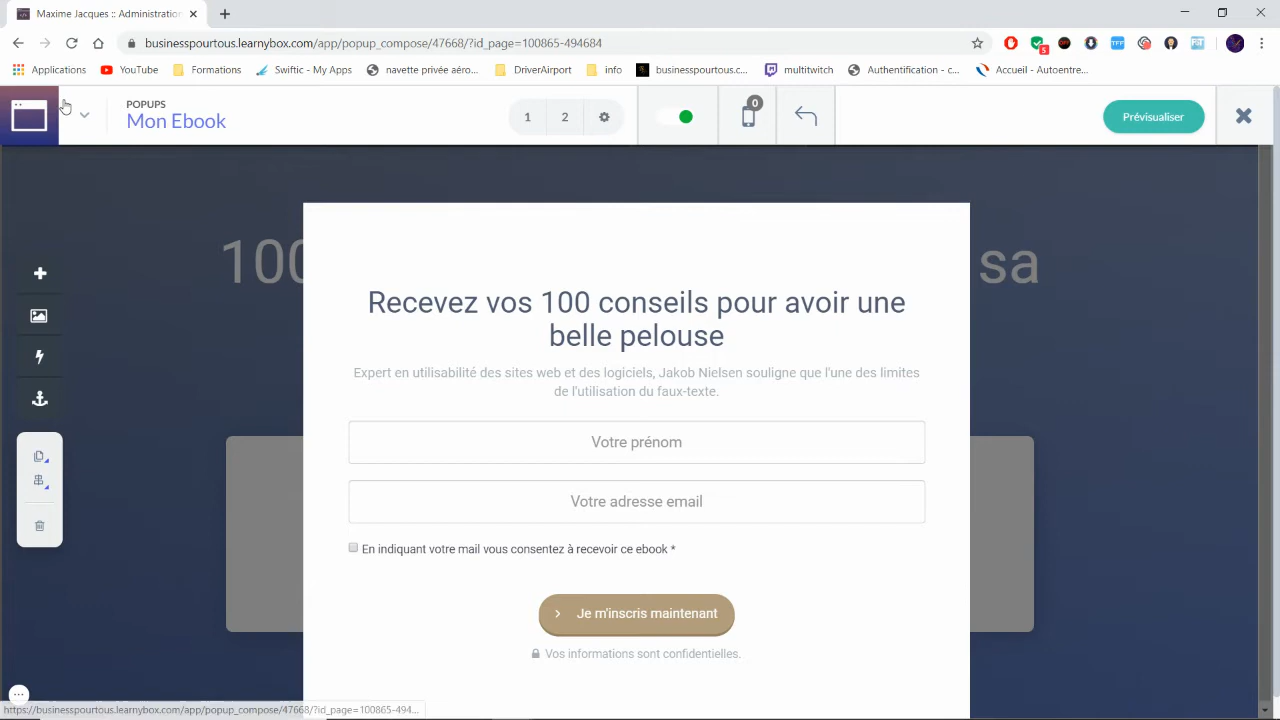 Maxime Jacques :: Administration
businesspourtous.learnybox.com/app/popup_compose/47668/?id_page=100865-494684
Applications
YouTube
Formations
Swiftic - My Apps
navette privée aéro...
DriverAirport
info
businesspourtous.c...
multitwitch
Authentification - c...
Accueil - Autoentre...
5
OFF
TFF
POPUPS
Mon Ebook
1
2
0
Prévisualiser
100
sa
Recevez vos 100 conseils pour avoir une
belle pelouse
Expert en utilisabilité des sites web et des logiciels, Jakob Nielsen souligne que l'une des limites
de l'utilisation du faux-texte.
Votre prénom
Votre adresse email
En indiquant votre mail vous consentez à recevoir ce ebook *
Je m'inscris maintenant
Vos informations sont confidentielles.
https://businesspourtous.learnybox.com/app/popup_compose/47668/?id_page=100865-494...